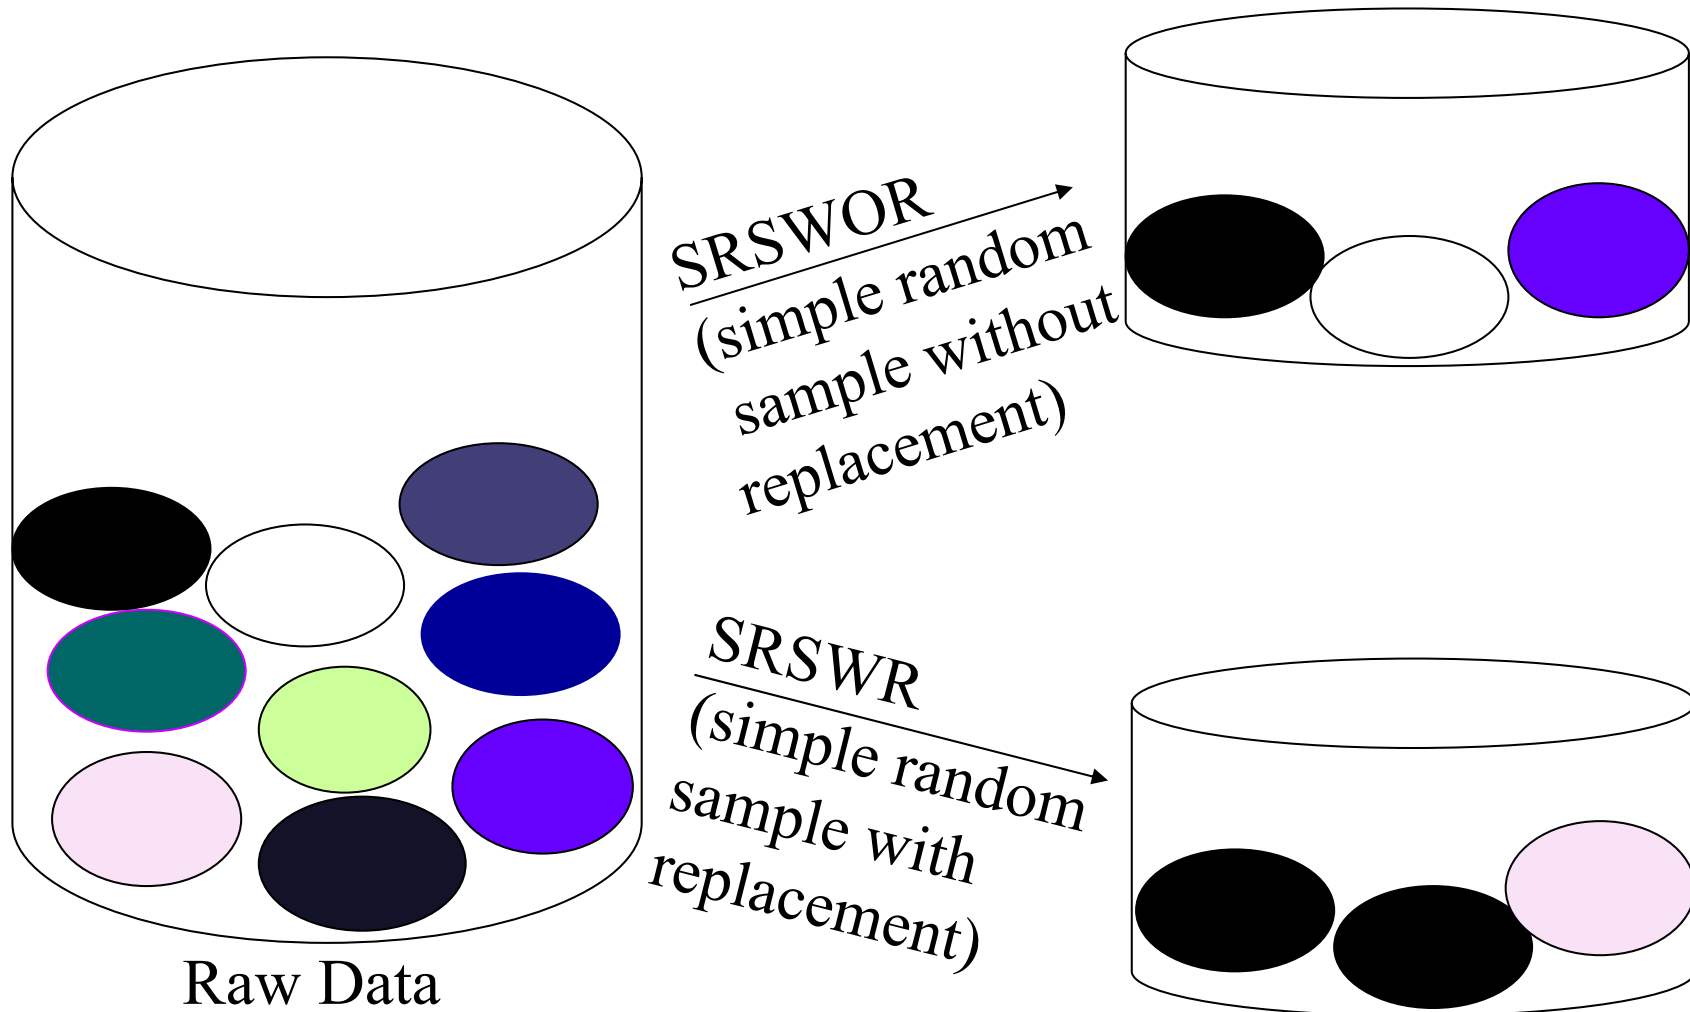 SRSWOR
(simple random
sample without
replacement)
SRSWR
(simple random
sample with
replacement)
Raw Data